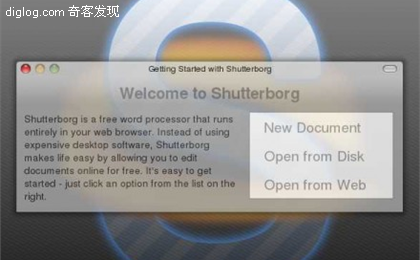 diglog.com 奇客发现
Getting Started with Shutterborg
Welcome to Shutterborg
Shutterborg is a free word processor that runs
entirely in your web browser. Instead of using
expensive desktop software, Shutterborg
makes life easy by allowing you to edit
documents online for free. It's easy to get
started - just click an option from the list on the
right.
New Document
Open from Disk
Open from Web